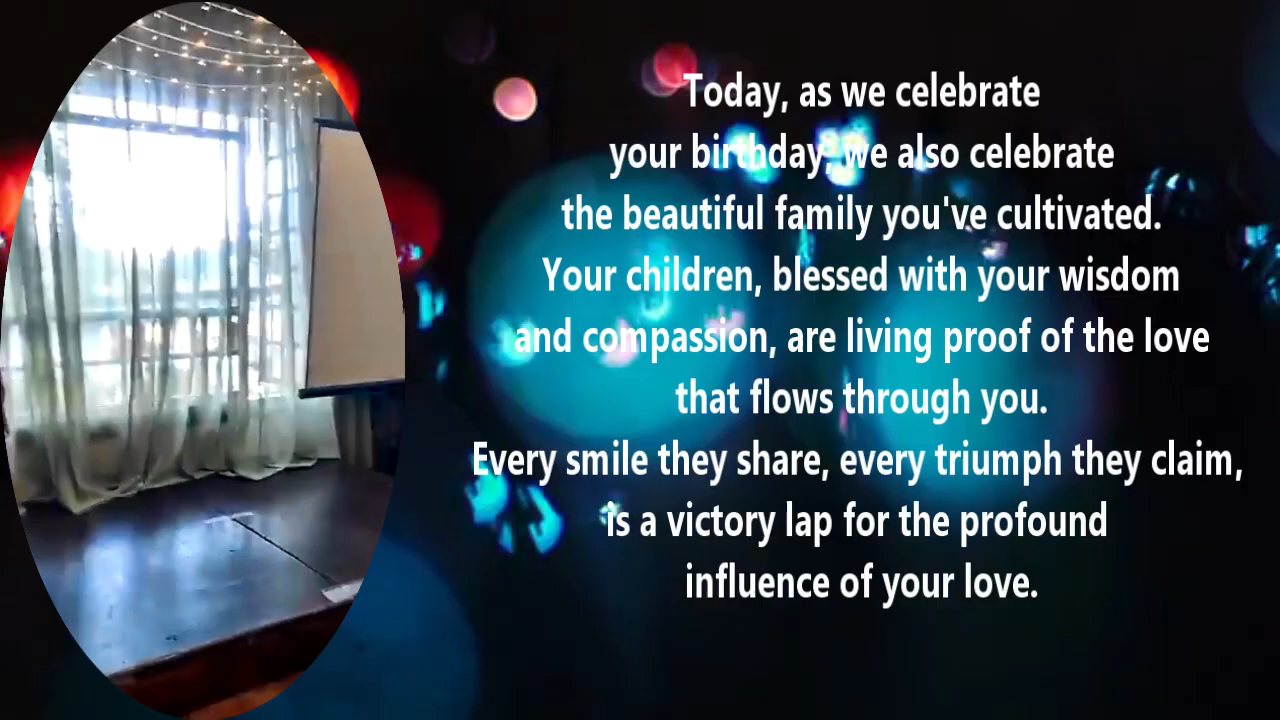 Today, as we celebrate
your birthday, we also celebrate
the beautiful family you've cultivated.
Your children, blessed with your wisdom
and compassion, are living proof of the love
that flows through you.
Every smile they share, every triumph they claim,
is a victory lap for the profound
influence of your love.